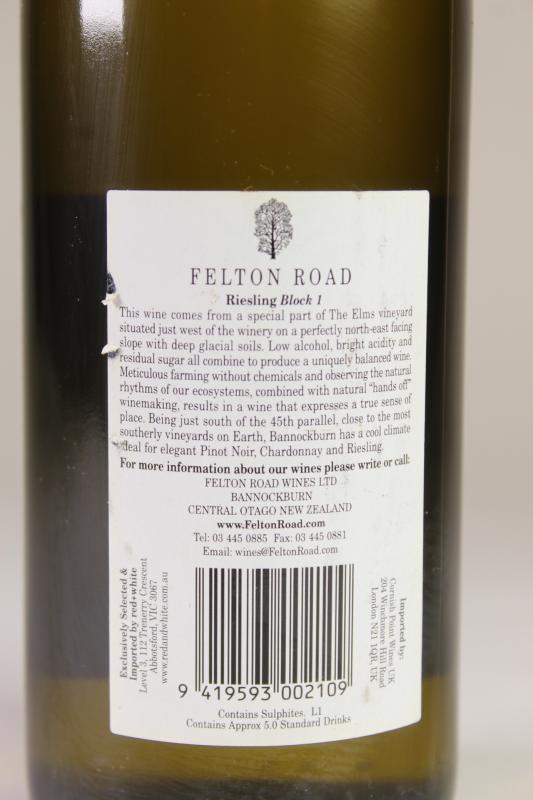 FELTON ROAD
Riesling Block 1
This wine comes from a special part of The Elms vineyard
situated just west of the winery on a perfectly north-east facing
slope with deep glacial soils. Low alcohol, bright acidity and
residual sugar all combine to produce a uniquely balanced wine.
Meticulous farming without chemicals and observing the natural
rhythms of our ecosystems, combined with natural "hands off"
winemaking, results in a wine that expresses a true sense of
place. Being just south of the 45th parallel, close to the most
southerly vineyards on Earth, Bannockburn has a cool climate
ideal for elegant Pinot Noir, Chardonnay and Riesling.
For more information about our wines please write or call:
FELTON ROAD WINES LTD
BANNOCKBURN
CENTRAL OTAGO NEW ZEALAND
www.FeltonRoad.com
Tel: 03 445 0885 Fax: 03 445 0881
Email: wines@FeltonRoad.com
Exclusively Selected &
Imported by red+white
Level 3, 112 Trenerry Crescent
Abbotsford, VIC 3067
www.redandwhite.com.au
9 419593 002109
Imported by:
Cornish Point Wines UK
204 Winchmore Hill Road
London N21 1QR, UK
Contains Sulphites. L1
Contains Approx 5.0 Standard Drinks